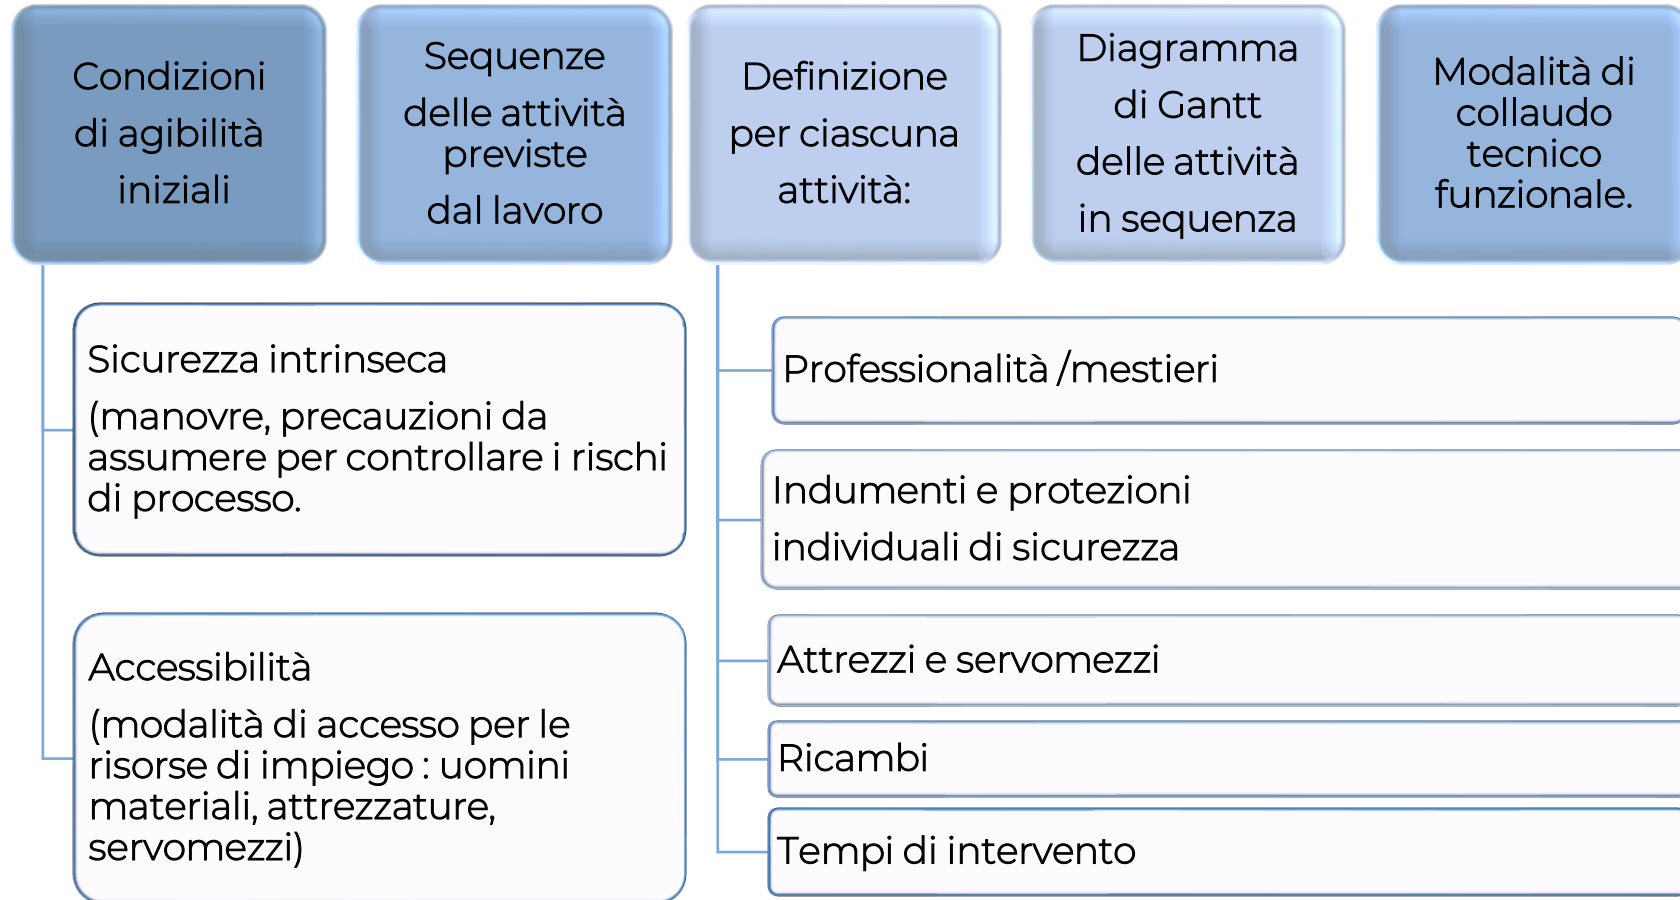 Condizioni
di agibilità
iniziali
Sequenze
delle attività
previste
dal lavoro
Definizione
per ciascuna
attività:
Diagramma
di Gantt
delle attività
in sequenza
Modalità di
collaudo
tecnico
funzionale.
Sicurezza intrinseca
(manovre, precauzioni da
assumere per controllare i rischi
di processo.
Accessibilità
(modalità di accesso per le
risorse di impiego : uomini
materiali, attrezzature,
servomezzi)
Professionalità /mestieri
Indumenti e protezioni
individuali di sicurezza
Attrezzi e servomezzi
Ricambi
Tempi di intervento